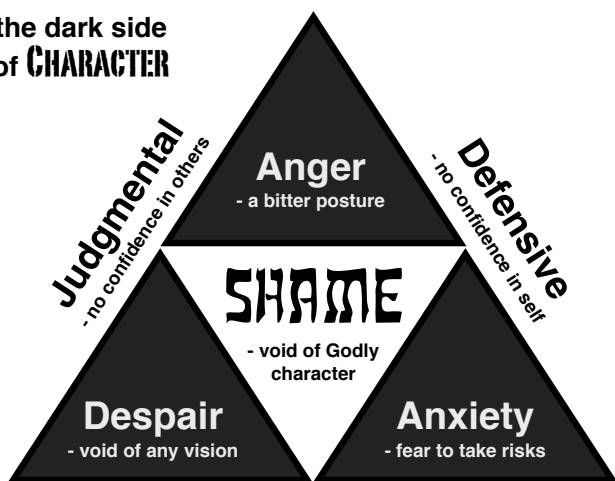 the dark side
of CHARACTER
Judgmental
- no confidence in others
Defensive
- no confidence in self
Anger
- a bitter posture
SHAME
- void of Godly
character
Despair
- void of any vision
Anxiety
- fear to take risks